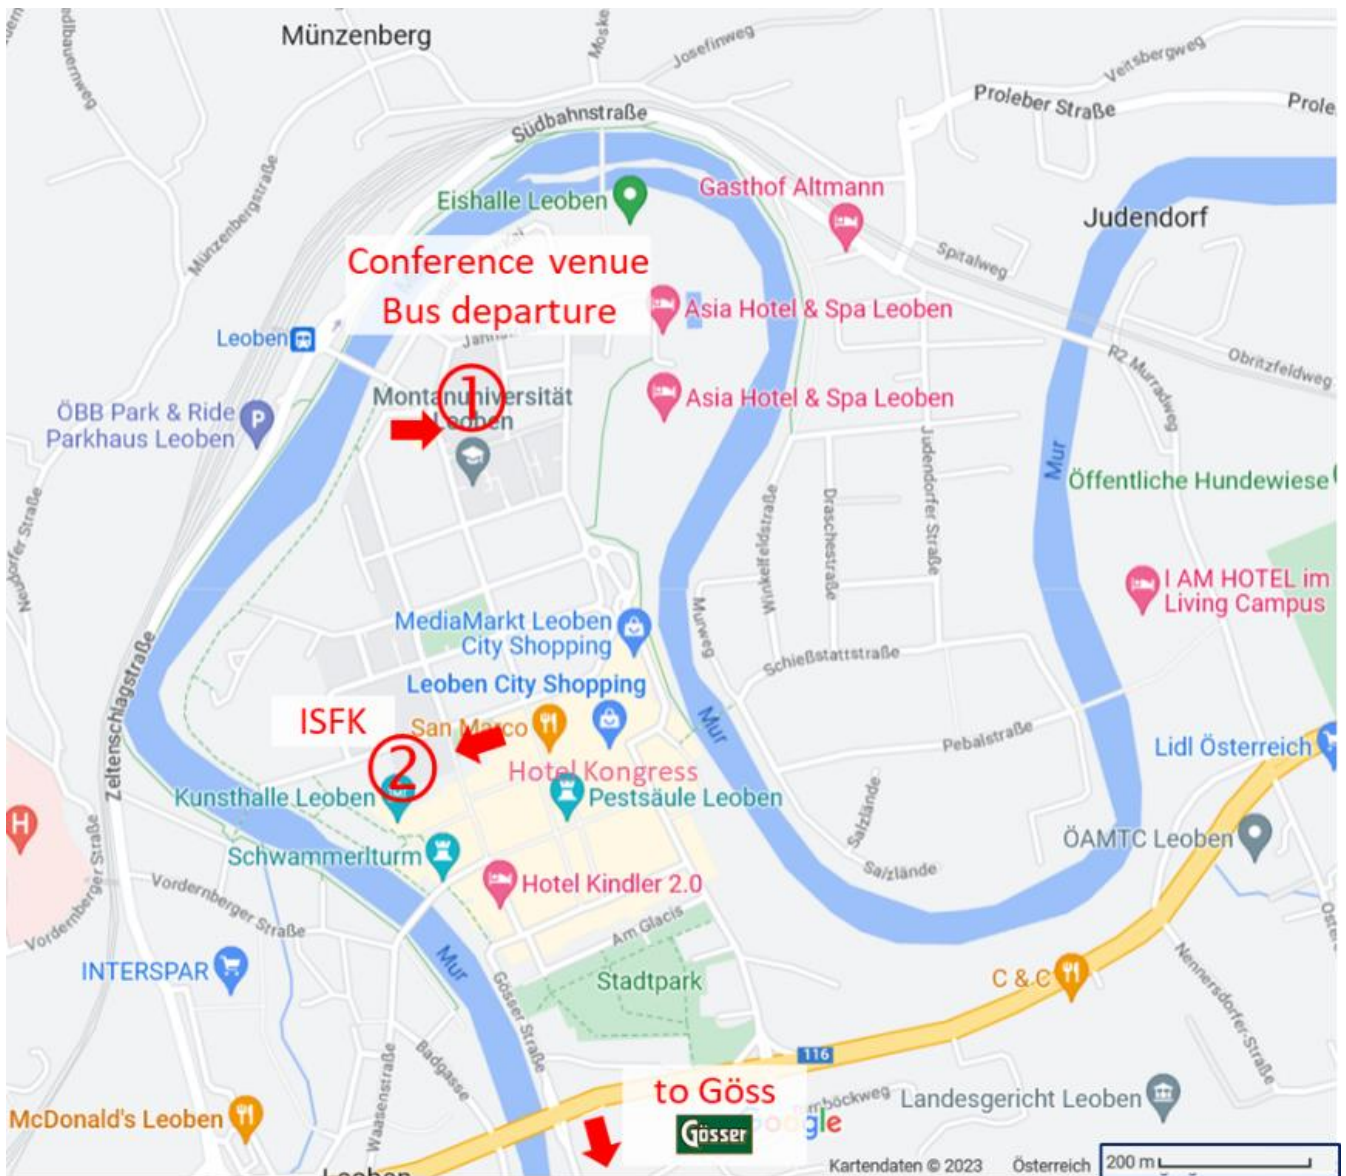 Münzenberg
Josefinweg
Veitsbergweg
Proleber Straße
Südbahnstraße
Münzenbergstraße
Eishalle Leoben
Gasthof Altmann
Judendorf
Spitalweg
Conference venue
Bus departure
Leoben
Asia Hotel & Spa Leoben
R2 Murradweg
Obritzfeldweg
1
Montanuniversität
Leoben
Asia Hotel & Spa Leoben
ÖBB Park & Ride
Parkhaus Leoben
P
Mur
Judendorfer Straße
Öffentliche Hundewiese
Winkelfeldstraße
Draschestraße
I AM HOTEL im
Living Campus
MediaMarkt Leoben
City Shopping
Murweg
Schießstattstraße
Zeltenschlagstraße
Leoben City Shopping
ISFK
San Marco
Mur
Pebalstraße
Lidl Österreich
2
Hotel Kongress
Kunsthalle Leoben
Pestsäule Leoben
H
Salzlände
ÖAMTC Leoben
Schwammerlturm
Hotel Kindler 2.0
Salzlände
Vordernberger Straße
Vordernberger Straße
Am Glacis
INTERSPAR
Mur
Stadtpark
C & C
Gösser Straße
Nennersdorfer-Straße
116
Badgasse
Waasenstraße
to Göss
Gösser
Landesgericht Leoben
McDonald's Leoben
Google
Kartendaten © 2023
Österreich
200 m